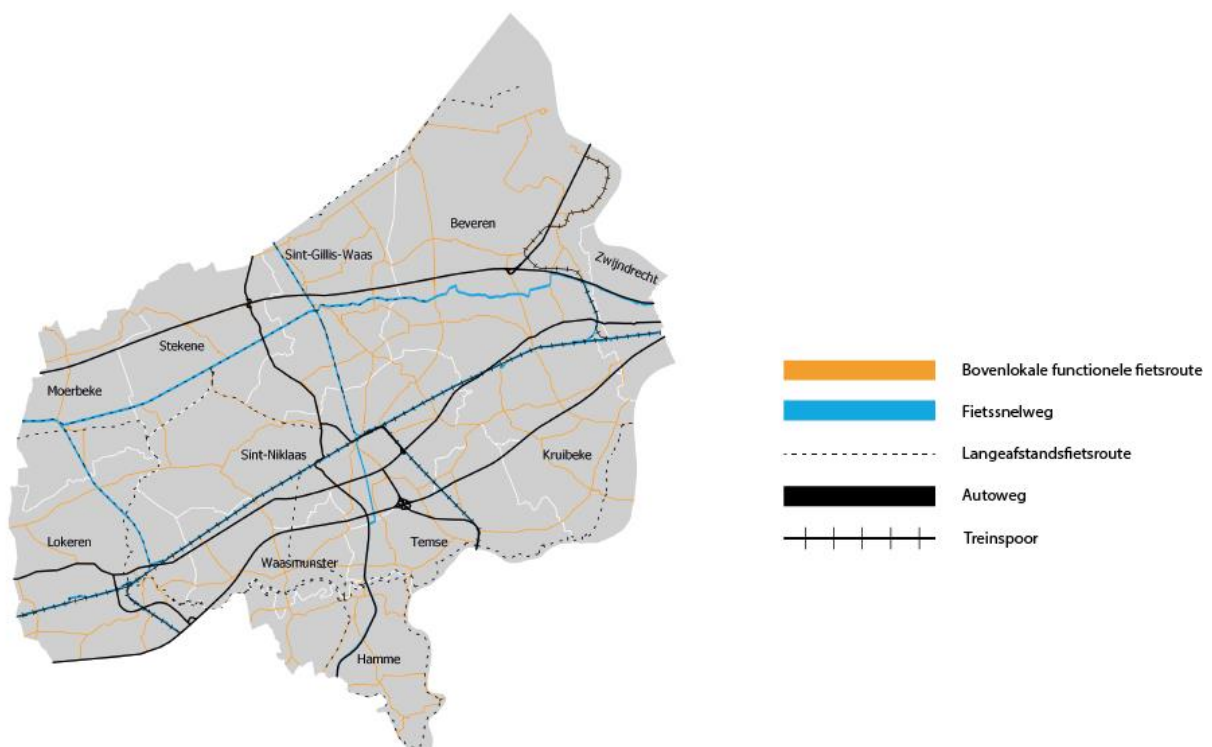 Beveren
Sint-Gillis-Waas
Zwijndrecht
Stekene
Moerbeke
Sint-Niklaas
Kruibeke
Lokeren
Temse
Waasmunster
Hamme
Bovenlokale functionele fietsroute
Fietssnelweg
Langeafstandsfietsroute
Autoweg
Treinspoor